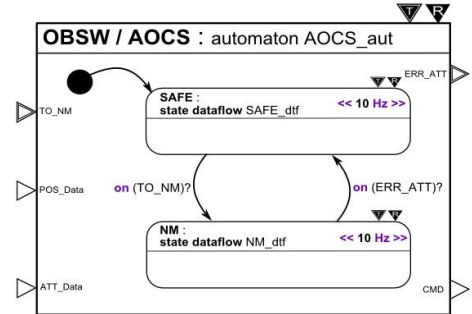 T R
OBSW / AOCS : automaton AOCS_aut
ERR_ATT
T R
SAFE :
state dataflow SAFE_dtf
<< 10 Hz >>
TO_NM
POS_Data
on (TO_NM)?
on (ERR_ATT)?
T R
NM :
state dataflow NM_dtf
<< 10 Hz >>
ATT_Data
CMD